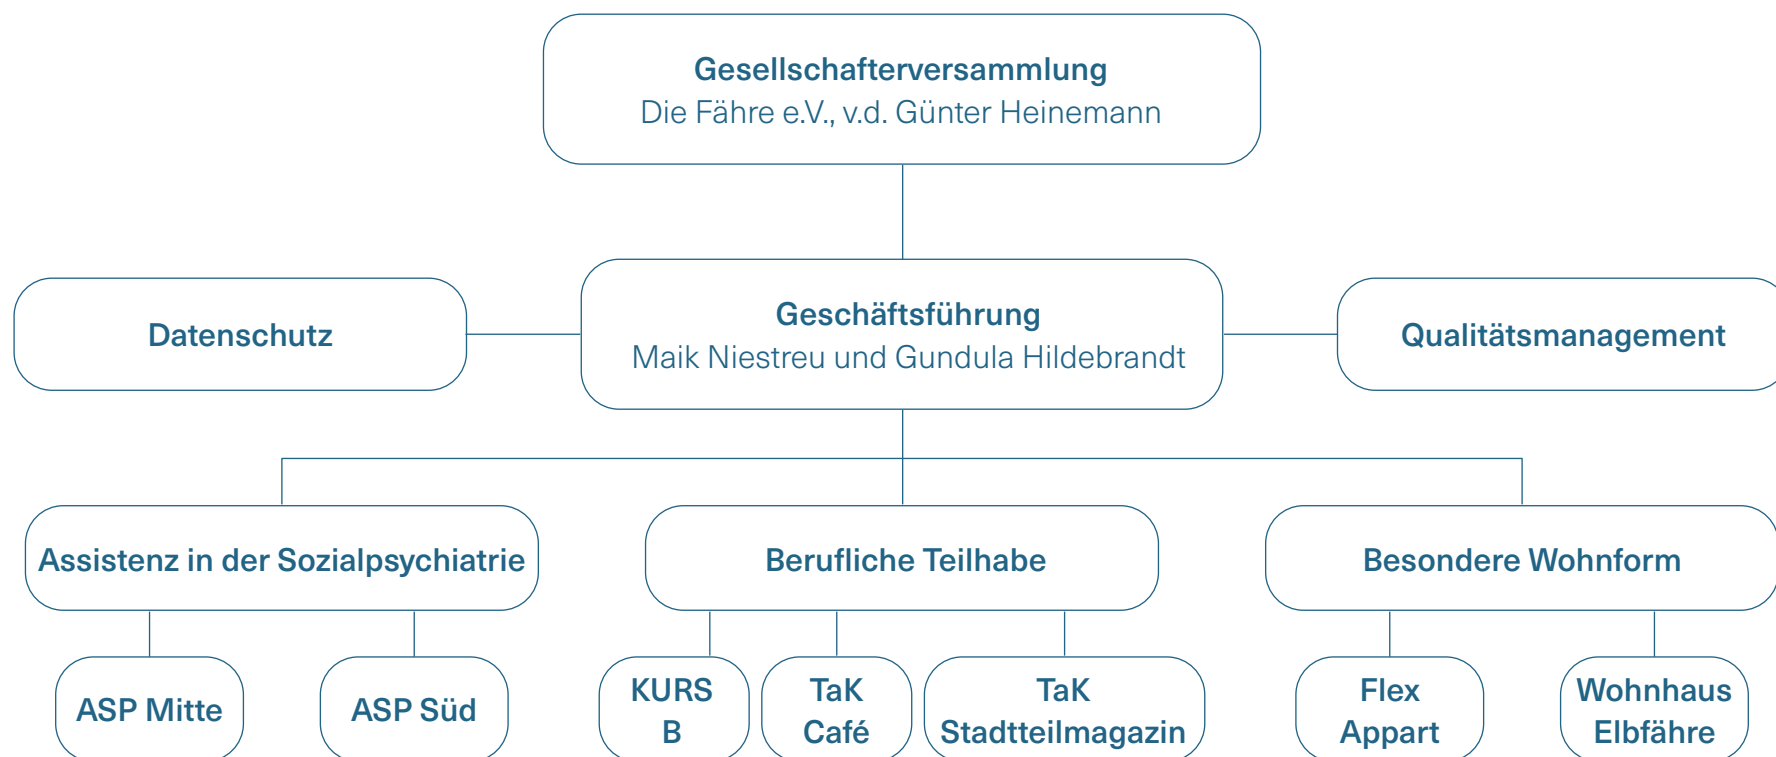 Gesellschafterversammlung
Die Fähre e.V., v.d. Günter Heinemann
Datenschutz
Geschäftsführung
Maik Niestreu und Gundula Hildebrandt
Qualitätsmanagement
Assistenz in der Sozialpsychiatrie
Berufliche Teilhabe
Besondere Wohnform
ASP Mitte
ASP Süd
KURS
B
TaK
Café
TaK
Stadtteilmagazin
Flex
Appart
Wohnhaus
Elbfähre